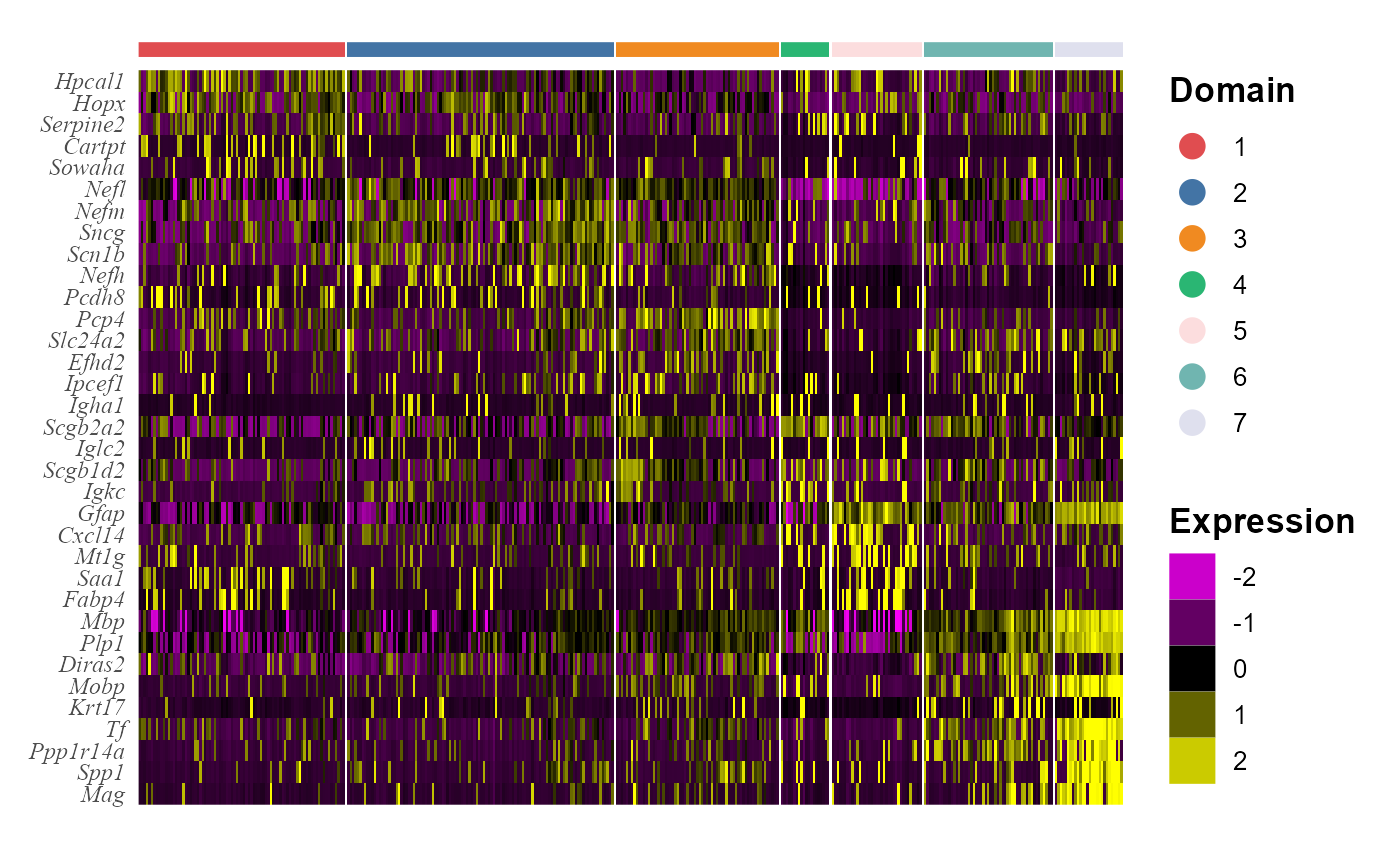 Hpcal1
Hopx
Serpine2
Cartpt
Sowaha
Nefl
Nefm
Sncg
Scn1b
Nefh
Pcdh8
Pcp4
Slc24a2
Efhd2
Ipcef1
Igha1
Scgb2a2
Iglc2
Scgb1d2
Igkc
Gfap
Cxcl14
Mt1g
Saa1
Fabp4
Mbp
Plp1
Diras2
Mobp
Krt17
Tf
Ppp1r14a
Spp1
Mag
Domain
1
2
3
4
5
6
7
Expression
-2
-1
0
1
2